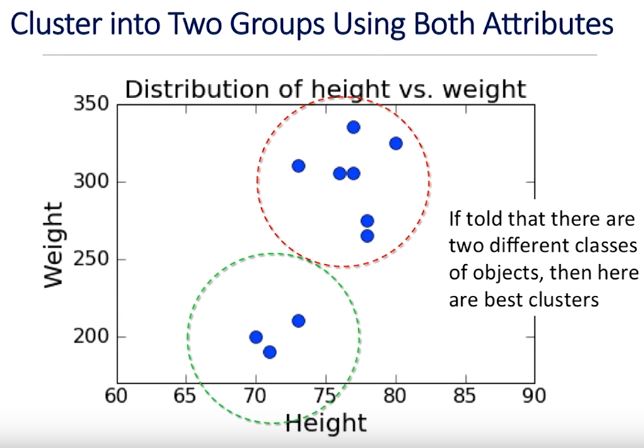 Cluster into Two Groups Using Both Attributes
Distribution of height vs. weight
350
300
250
200
Weight
60 65 70 75 80 85 90
Height
If told that there are
two different classes
of objects, then here
are best clusters